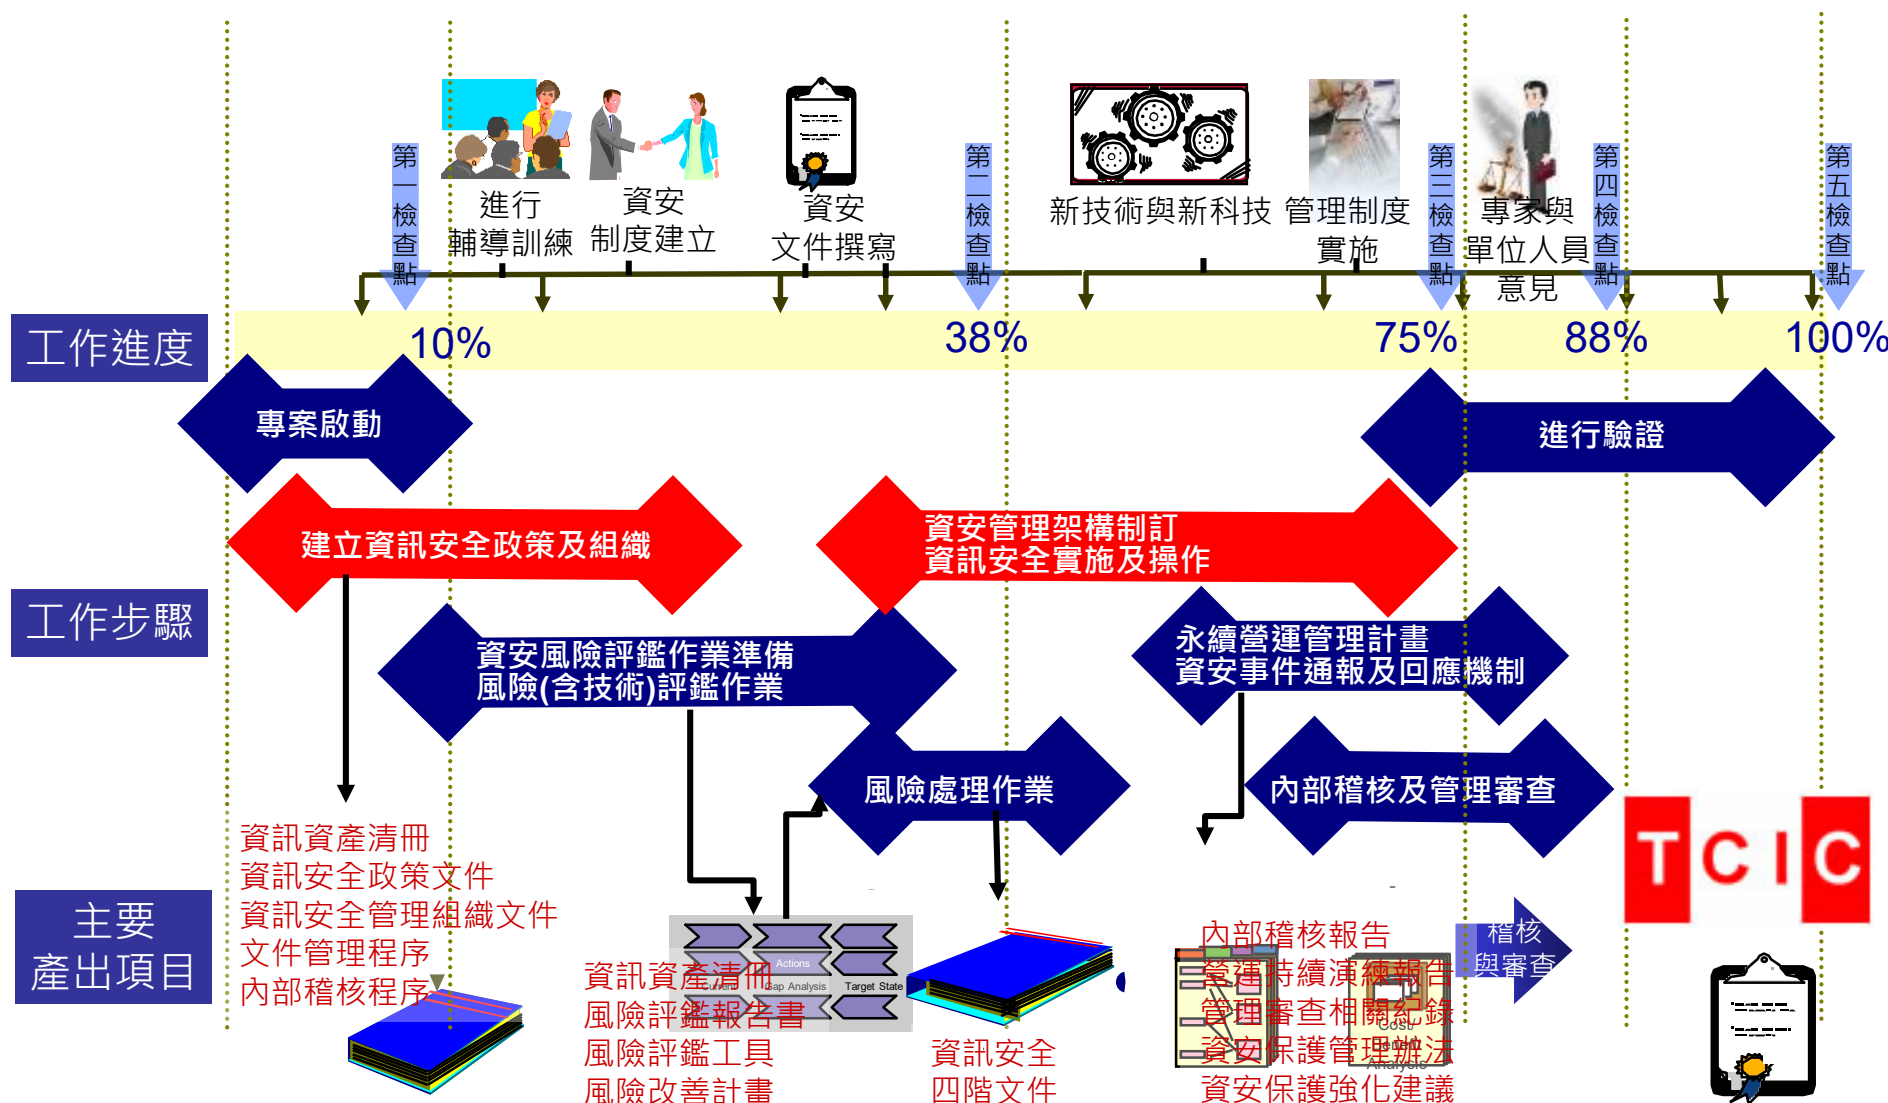 第一檢查點
進行
輔導訓練
資安
制度建立
資安
文件撰寫
第二檢查點
新技術與新科技
管理制度
實施
第三檢查點
專家與
單位人員
意見
第四檢查點
第五檢查點
工作進度
10%
38%
75%
88%
100%
專案啟動
進行驗證
建立資訊安全政策及組織
資安管理架構制訂
資訊安全實施及操作
工作步驟
資安風險評鑑作業準備
風險(含技術)評鑑作業
永續營運管理計畫
資安事件通報及回應機制
風險處理作業
內部稽核及管理審查
主要
產出項目
資訊資產清冊
資訊安全政策文件
資訊安全管理組織文件
文件管理程序
內部稽核程序
Actions
Current
Gap Analysis
Target State
資訊資產清冊
風險評鑑報告書
風險評鑑工具
風險改善計畫
資訊安全
四階文件
內部稽核報告
營運持續演練報告
管理審查相關紀錄
資安保護管理辦法
資安保護強化建議
Cost/
Benefit
Analysis
稽核
與審查
TCIC